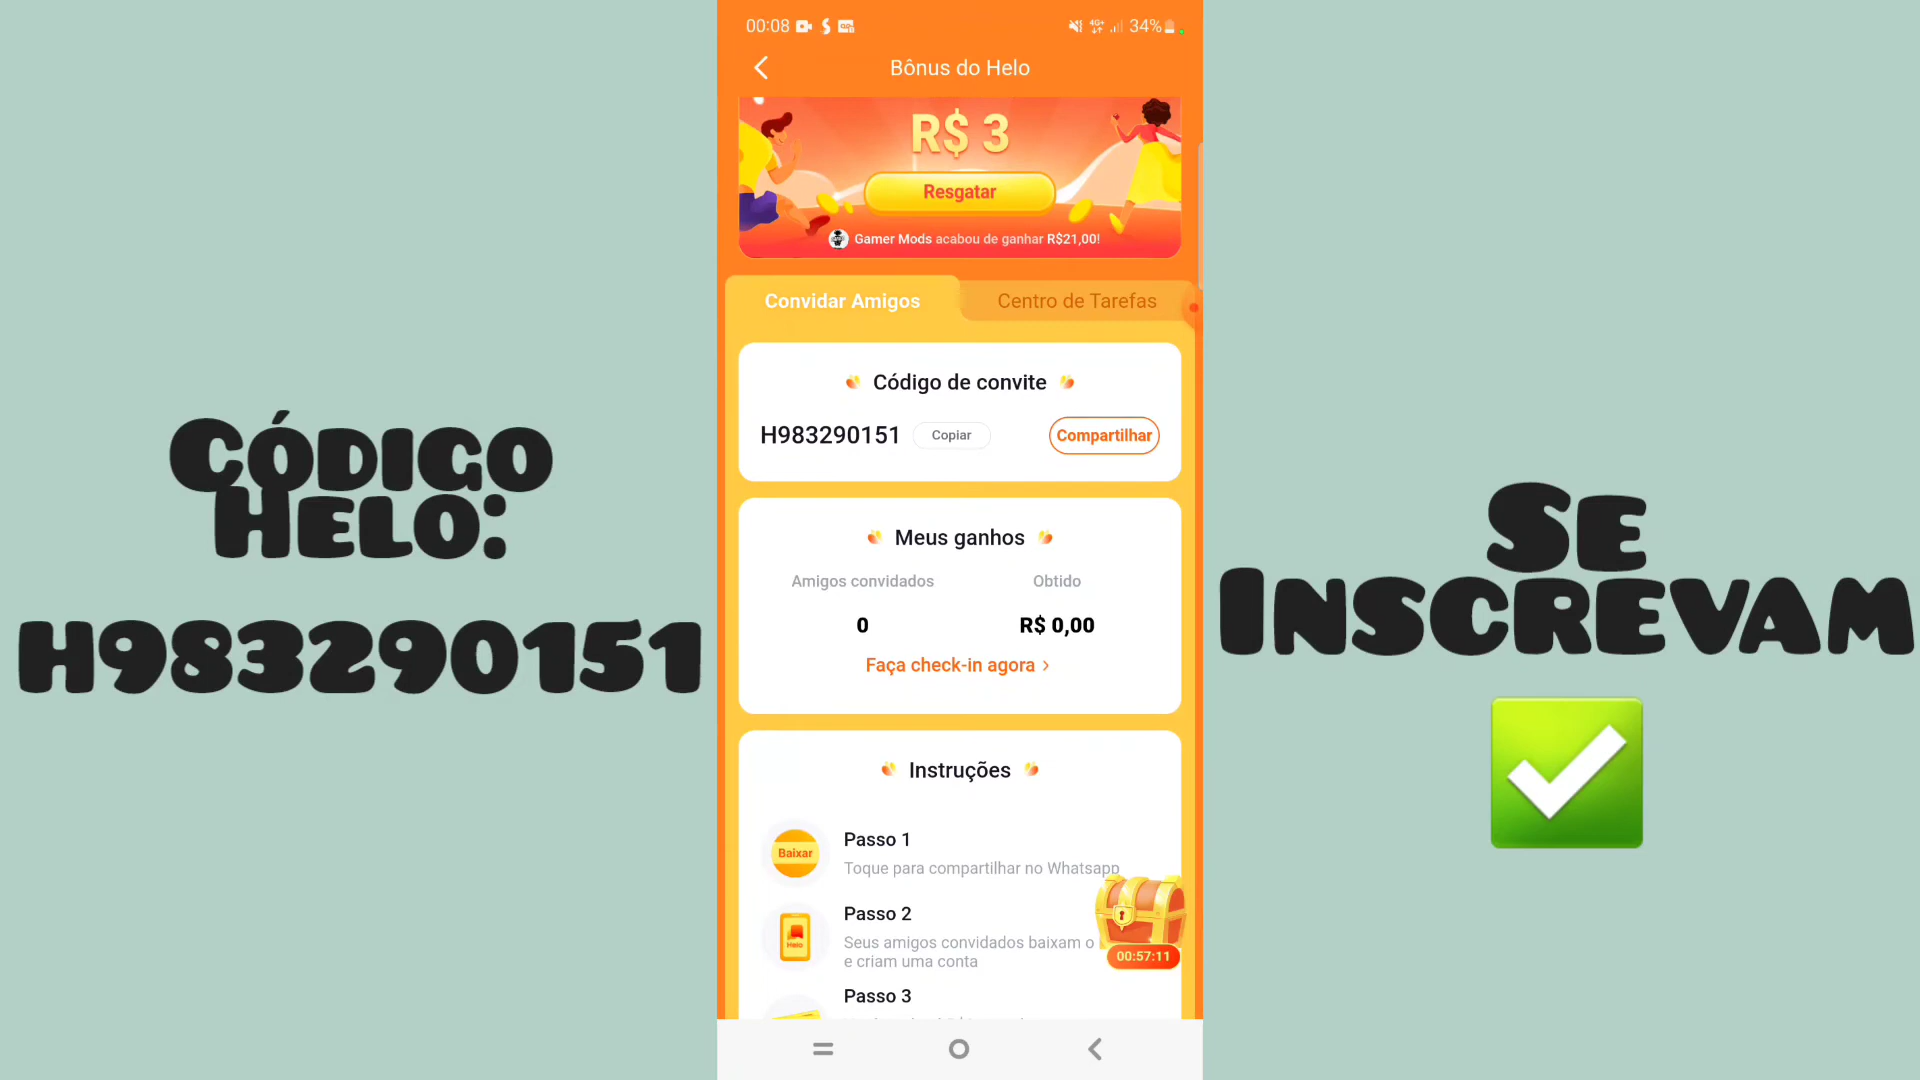 00:08
4G+
34%
Bônus do Helo
R$ 3
Resgatar
Gamer Mods acabou de ganhar R$21,00!
Convidar Amigos
Centro de Tarefas
Código de convite
H983290151
Copiar
Compartilhar
Meus ganhos
Amigos convidados
Obtido
0
R$ 0,00
Faça check-in agora >
Instruções
Baixar
Passo 1
Toque para compartilhar no Whatsapp
Helo
Passo 2
Seus amigos convidados baixam o
e criam uma conta
00:57:11
Passo 3
Código
Helo:
H983290151
Se
Inscrevam